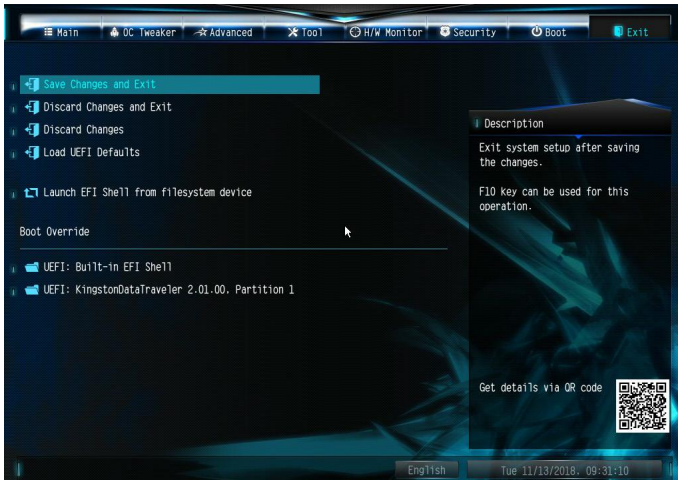 Main
OC Tweaker
Advanced
Tool
H/W Monitor
Security
Boot
Exit
Save Changes and Exit
Discard Changes and Exit
Discard Changes
Load UEFI Defaults
Launch EFI Shell from filesystem device
Boot Override
UEFI: Built-in EFI Shell
UEFI: KingstonDataTraveler 2.01.00, Partition 1
Description
Exit system setup after saving
the changes.
F10 Key can be used for this
operation.
Get details via QR code
English
Tue 11/13/2018. 09:31:10